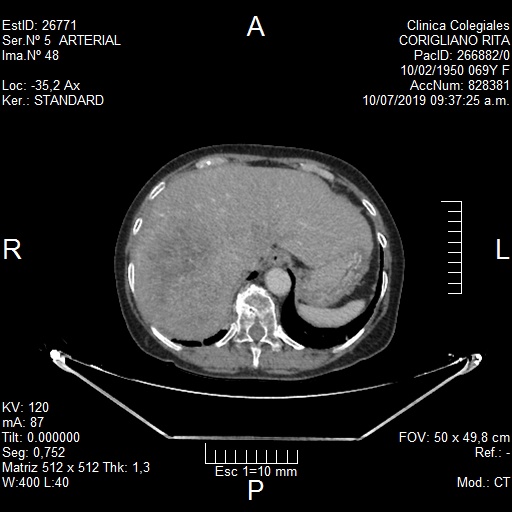 EstID: 26771
Ser.Nº 5 ARTERIAL
Ima.Nº 48
Loc: -35,2 Ax
Ker.: STANDARD
A
Clinica Colegiales
CORIGLIANO RITA
PacID: 266882/0
10/02/1950 069Y F
AccNum: 828381
10/07/2019 09:37:25 a.m.
R
L
KV: 120
mA: 87
Tilt: 0.000000
Seg: 0,752
Matriz 512 x 512 Thk: 1,3
W:400 L:40
Esc 1=10 mm
P
FOV: 50 x 49,8 cm
Ref.: -
Mod.: CT